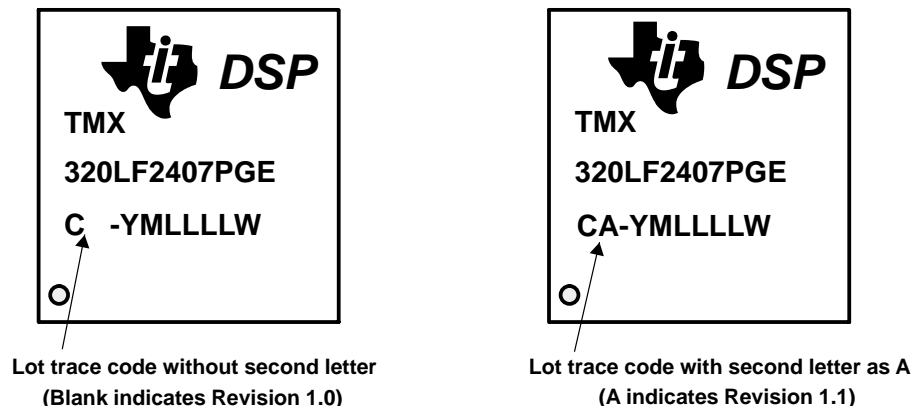 DSP
TMX
320LF2407PGE
C -YMLLLLW
Lot trace code without second letter
(Blank indicates Revision 1.0)
DSP
TMX
320LF2407PGE
CA-YMLLLLW
Lot trace code with second letter as A
(A indicates Revision 1.1)